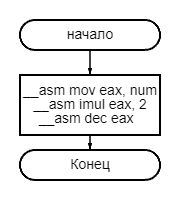 начало
__asm mov eax, num
__asm imul eax, 2
__asm dec eax
Конец